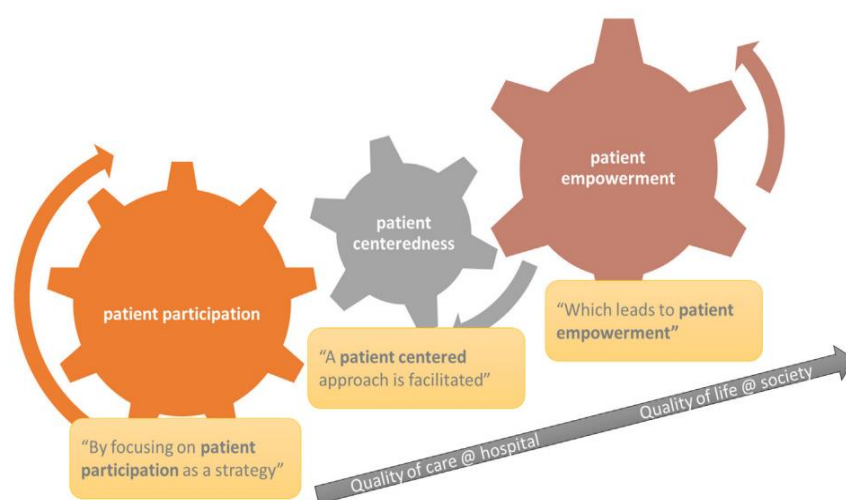 patient participation
patient
centeredness
patient
empowerment
“By focusing on patient
participation as a strategy”
“A patient centered
approach is facilitated”
“Which leads to patient
empowerment”
Quality of care @ hospital
Quality of life @ society